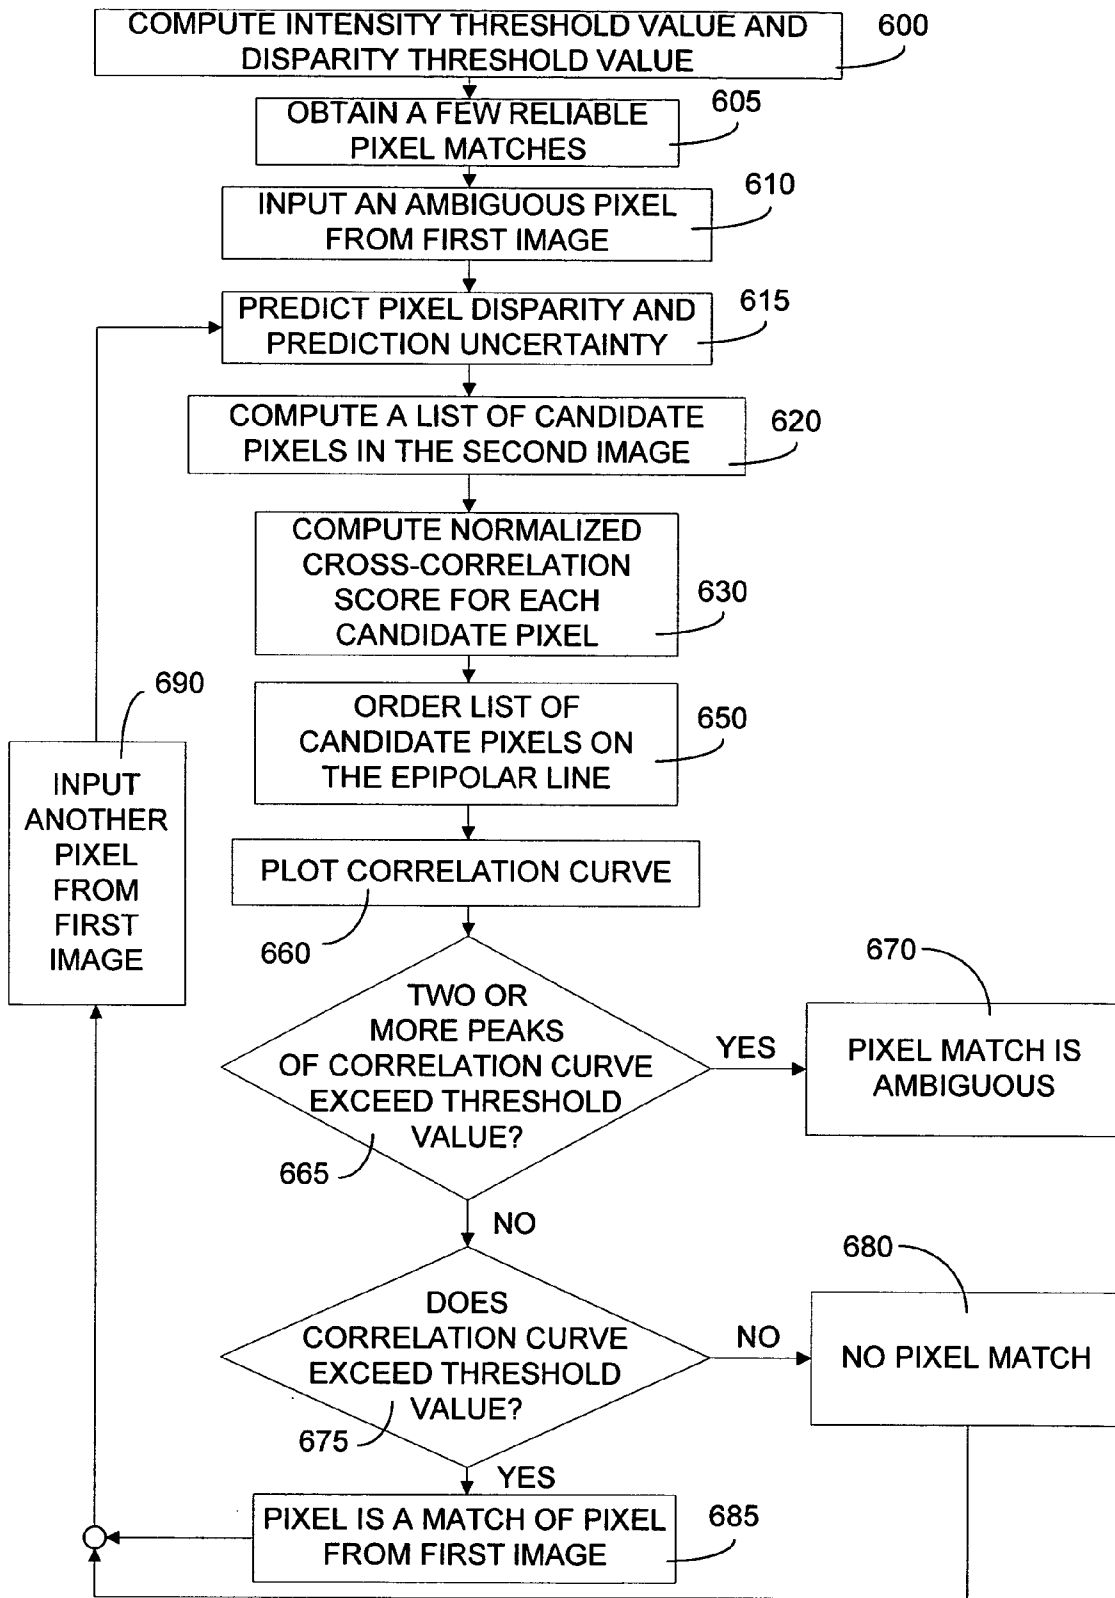 COMPUTE INTENSITY THRESHOLD VALUE AND
DISPARITY THRESHOLD VALUE
600
OBTAIN A FEW RELIABLE
PIXEL MATCHES
605
INPUT AN AMBIGUOUS PIXEL
FROM FIRST IMAGE
610
PREDICT PIXEL DISPARITY AND
PREDICTION UNCERTAINTY
615
COMPUTE A LIST OF CANDIDATE
PIXELS IN THE SECOND IMAGE
620
COMPUTE NORMALIZED
CROSS-CORRELATION
SCORE FOR EACH
CANDIDATE PIXEL
630
ORDER LIST OF
CANDIDATE PIXELS ON
THE EPIPOLAR LINE
650
690
INPUT
ANOTHER
PIXEL
FROM
FIRST
IMAGE
PLOT CORRELATION CURVE
660
TWO OR
MORE PEAKS
OF CORRELATION CURVE
EXCEED THRESHOLD
VALUE?
665
YES
670
PIXEL MATCH IS
AMBIGUOUS
NO
DOES
CORRELATION CURVE
EXCEED THRESHOLD
VALUE?
675
NO
680
NO PIXEL MATCH
YES
PIXEL IS A MATCH OF PIXEL
FROM FIRST IMAGE
685